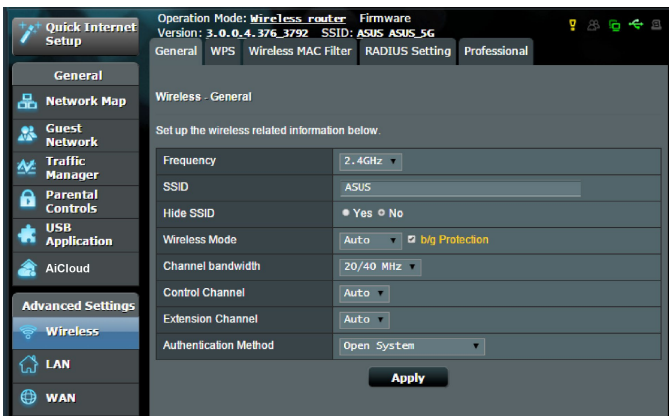 Quick Internet
Setup
Operation Mode: Wireless router Firmware
Version: 3.0.0.4.376_3792 SSID: ASUS ASUS_5G
General WPS Wireless MAC Filter RADIUS Setting Professional
General
Network Map
Guest
Network
Traffic
Manager
Parental
Controls
USB
Application
AiCloud
Advanced Settings
Wireless
LAN
WAN
Wireless - General
Set up the wireless related information below.
Frequency 2.4GHz
SSID ASUS
Hide SSID Yes No
Wireless Mode Auto b/g Protection
Channel bandwidth 20/40 MHz
Control Channel Auto
Extension Channel Auto
Authentication Method Open System
Apply